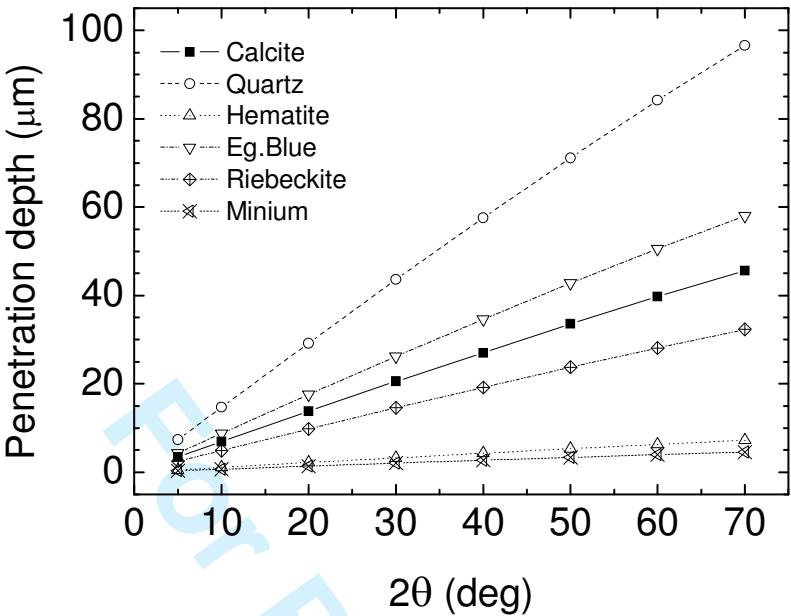 100
80
60
40
20
0
Penetration depth (μm)
Calcite
Quartz
Hematite
Eg.Blue
Riebeckite
Minium
0 10 20 30 40 50 60 70
2θ (deg)
For